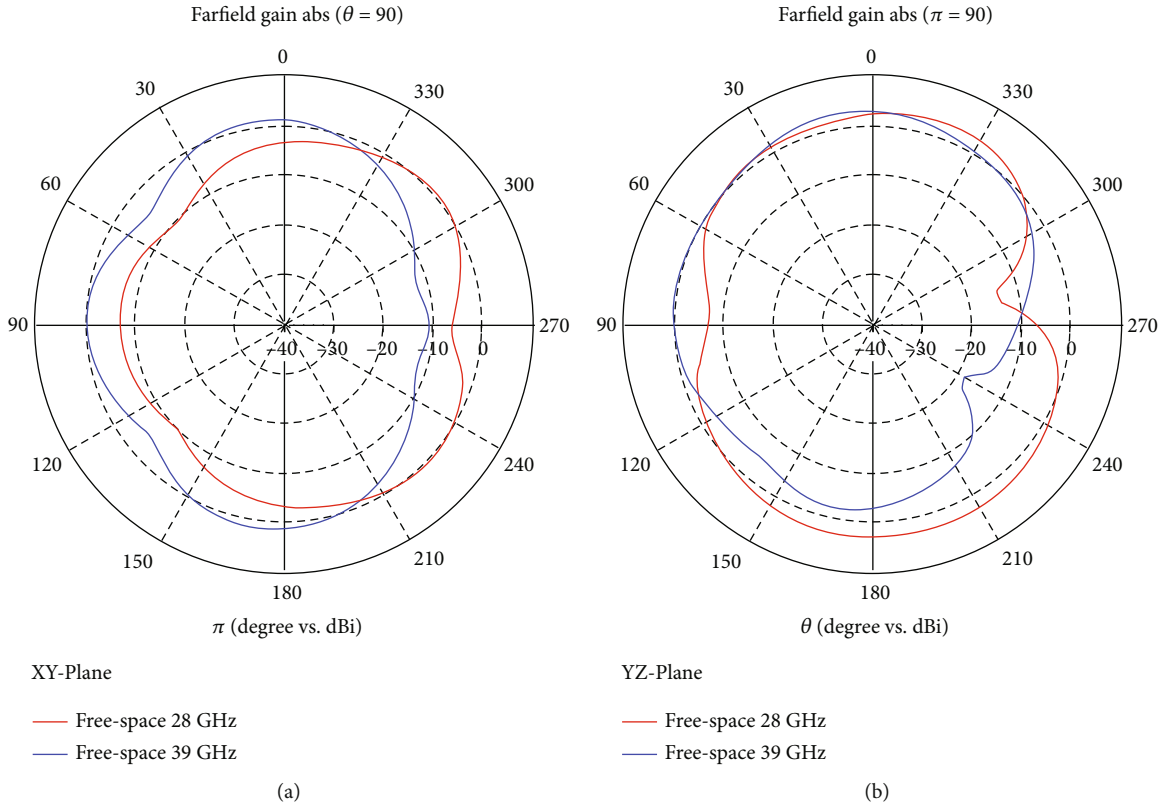 Farfield gain abs (θ = 90)
0
30
330
60
300
90
270
−40
−30
−20
−10
0
120
240
150
210
180
π (degree vs. dBi)
XY-Plane
Free-space 28 GHz
Free-space 39 GHz
(a)
Farfield gain abs (π = 90)
0
30
330
60
300
90
270
−40
−30
−20
−10
0
120
240
150
210
180
θ (degree vs. dBi)
YZ-Plane
Free-space 28 GHz
Free-space 39 GHz
(b)